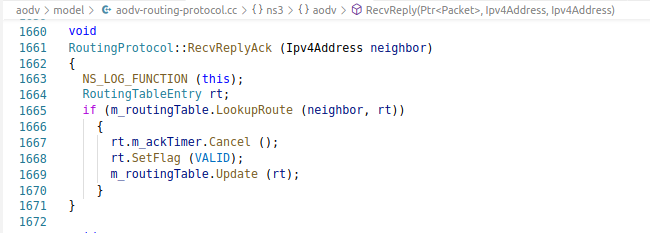 aodv > model > aodv-routing-protocol.cc > {} ns3 > {} aodv > RecvReply(Ptr<Packet>, Ipv4Address, Ipv4Address)
1660 void
1661 RoutingProtocol::RecvReplyAck (Ipv4Address neighbor)
1662 {
1663   NS_LOG_FUNCTION (this);
1664   RoutingTableEntry rt;
1665   if (m_routingTable.LookupRoute (neighbor, rt))
1666     {
1667       rt.m_ackTimer.Cancel ();
1668       rt.SetFlag (VALID);
1669       m_routingTable.Update (rt);
1670     }
1671 }
1672